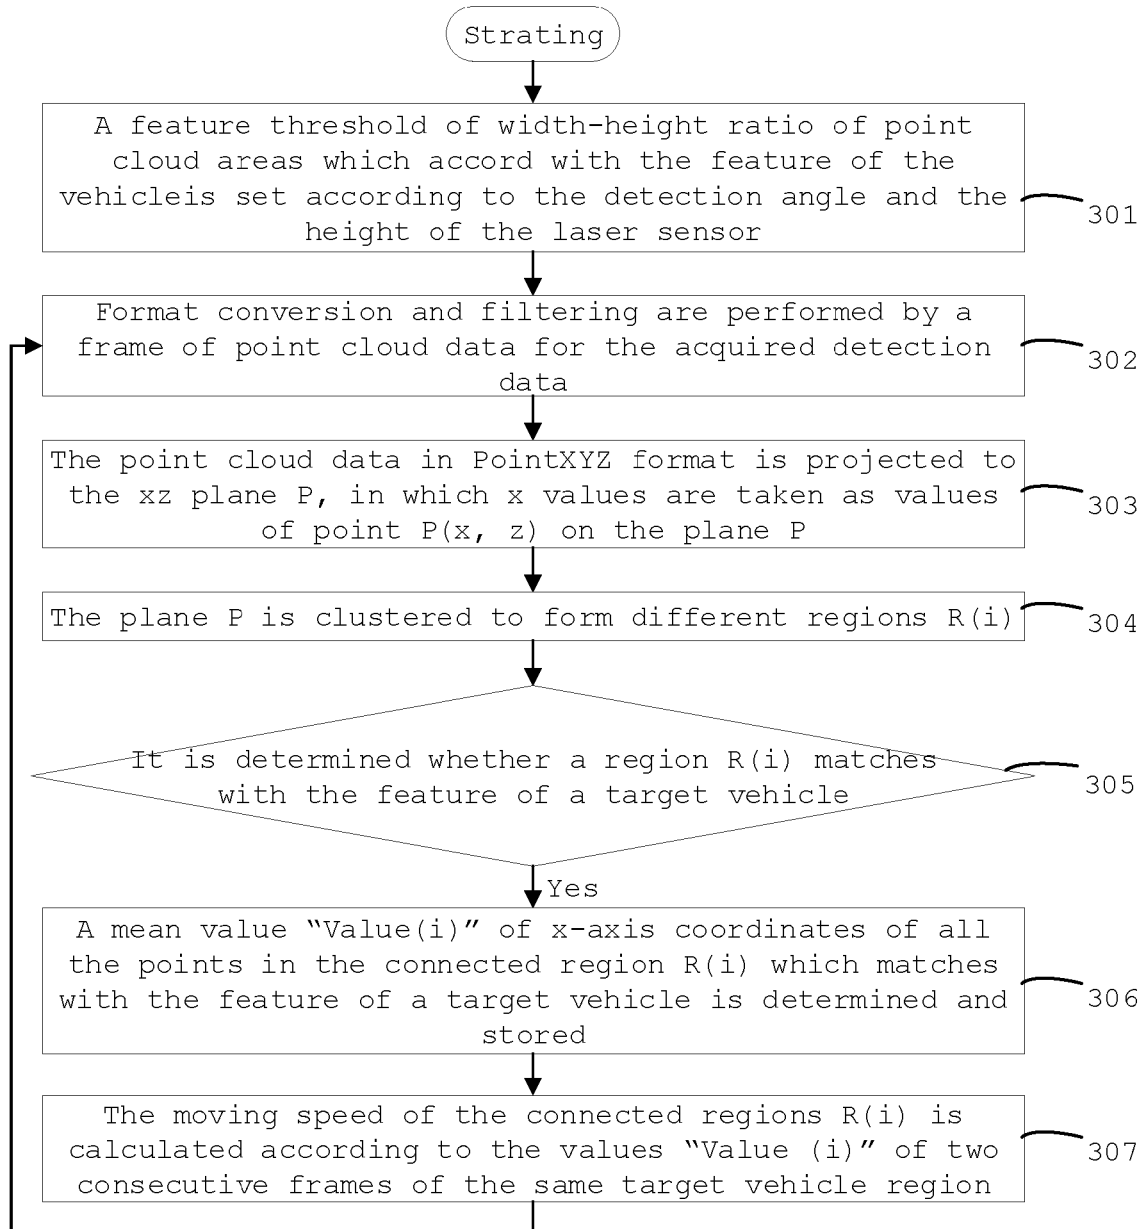 Strating
A feature threshold of width-height ratio of point
cloud areas which accord with the feature of the
vehicleis set according to the detection angle and the
height of the laser sensor
301
Format conversion and filtering are performed by a
frame of point cloud data for the acquired detection
data
302
The point cloud data in PointXYZ format is projected to
the xz plane P, in which x values are taken as values
of point P(x, z) on the plane P
303
The plane P is clustered to form different regions R(i)
304
It is determined whether a region R(i) matches
with the feature of a target vehicle
305
Yes
A mean value “Value(i)” of x-axis coordinates of all
the points in the connected region R(i) which matches
with the feature of a target vehicle is determined and
stored
306
The moving speed of the connected regions R(i) is
calculated according to the values “Value (i)” of two
consecutive frames of the same target vehicle region
307